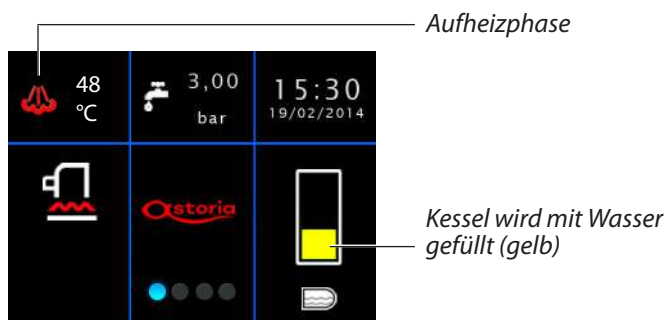 Aufheizphase
48
°C
3,00
bar
15:30
19/02/2014
astoria
Kessel wird mit Wasser
gefüllt (gelb)